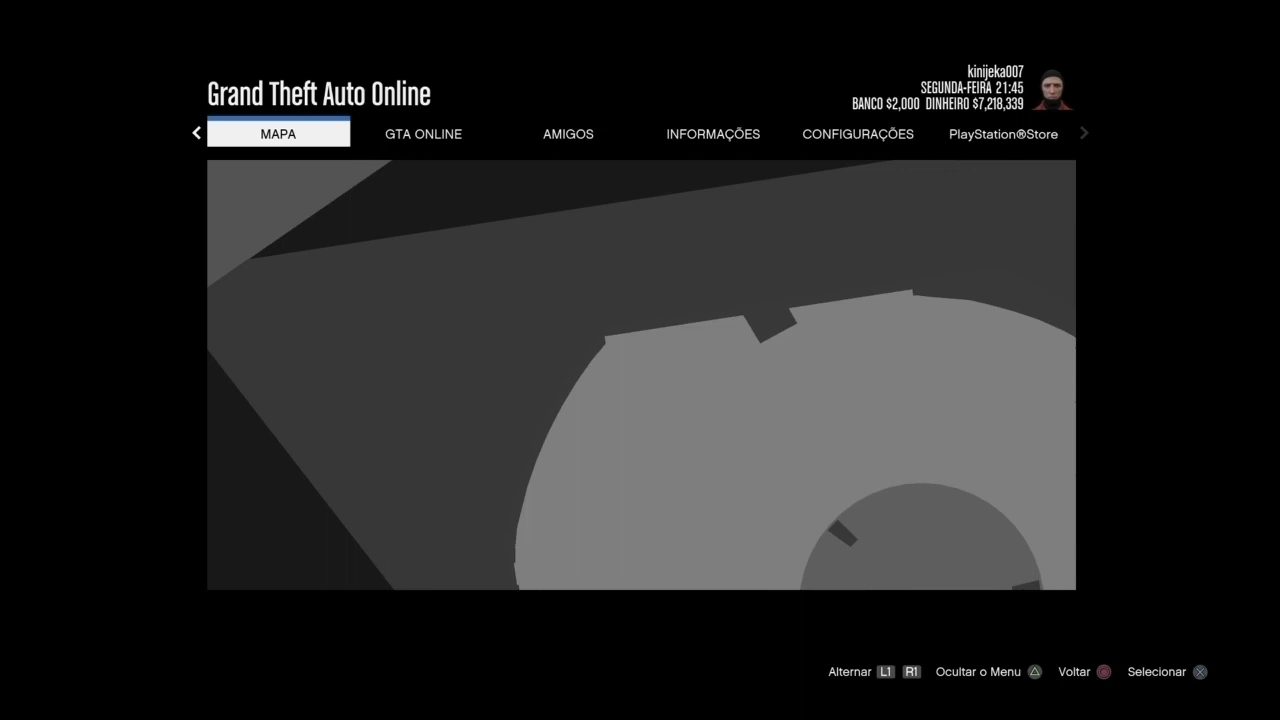 Grand Theft Auto Online
kinijeka007
SEGUNDA-FEIRA 21:45
BANCO $2,000 DINHEIRO $7,218,339
MAPA GTA ONLINE AMIGOS INFORMAÇÕES CONFIGURAÇÕES PlayStation®Store
Alternar L1 R1 Ocultar o Menu Voltar Selecionar